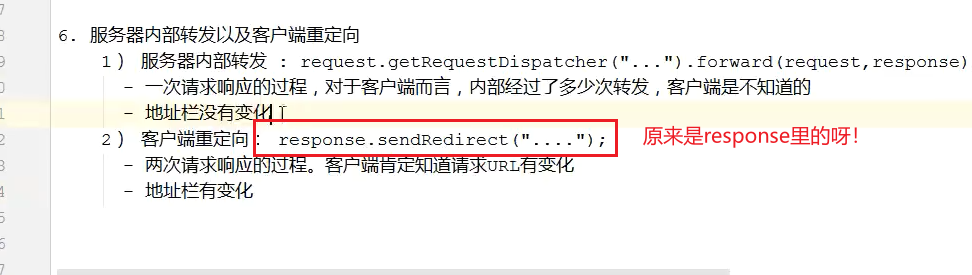 6. 服务器内部转发以及客户端重定向
1） 服务器内部转发 : request.getRequestDispatcher("...").forward(request,response)
- 一次请求响应的过程，对于客户端而言，内部经过了多少次转发，客户端是不知道的
- 地址栏没有变化
2） 客户端重定向： response.sendRedirect("....");
原来是response里的呀！
- 两次请求响应的过程。客户端肯定知道请求URL有变化
- 地址栏有变化